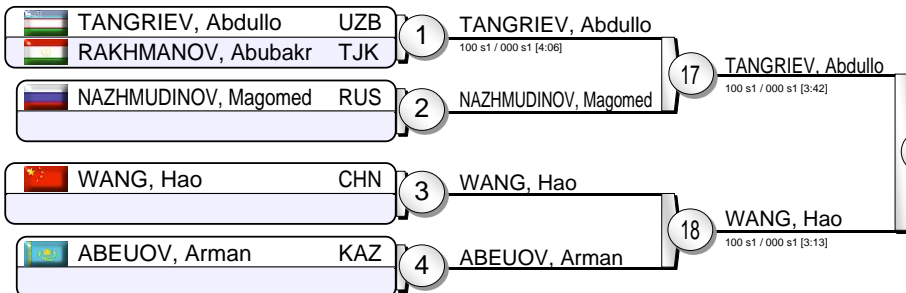 TANGRIEV, Abdullo UZB
RAKHMANOV, Abubakr TJK
1
TANGRIEV, Abdullo
100 s1 / 000 s1 [4:06]
NAZHMUDINOV, Magomed RUS
2
NAZHMUDINOV, Magomed
17
TANGRIEV, Abdullo
100 s1 / 000 s1 [3:42]
WANG, Hao CHN
3
WANG, Hao
ABEUOV, Arman KAZ
4
ABEUOV, Arman
18
WANG, Hao
100 s1 / 000 s1 [3:13]